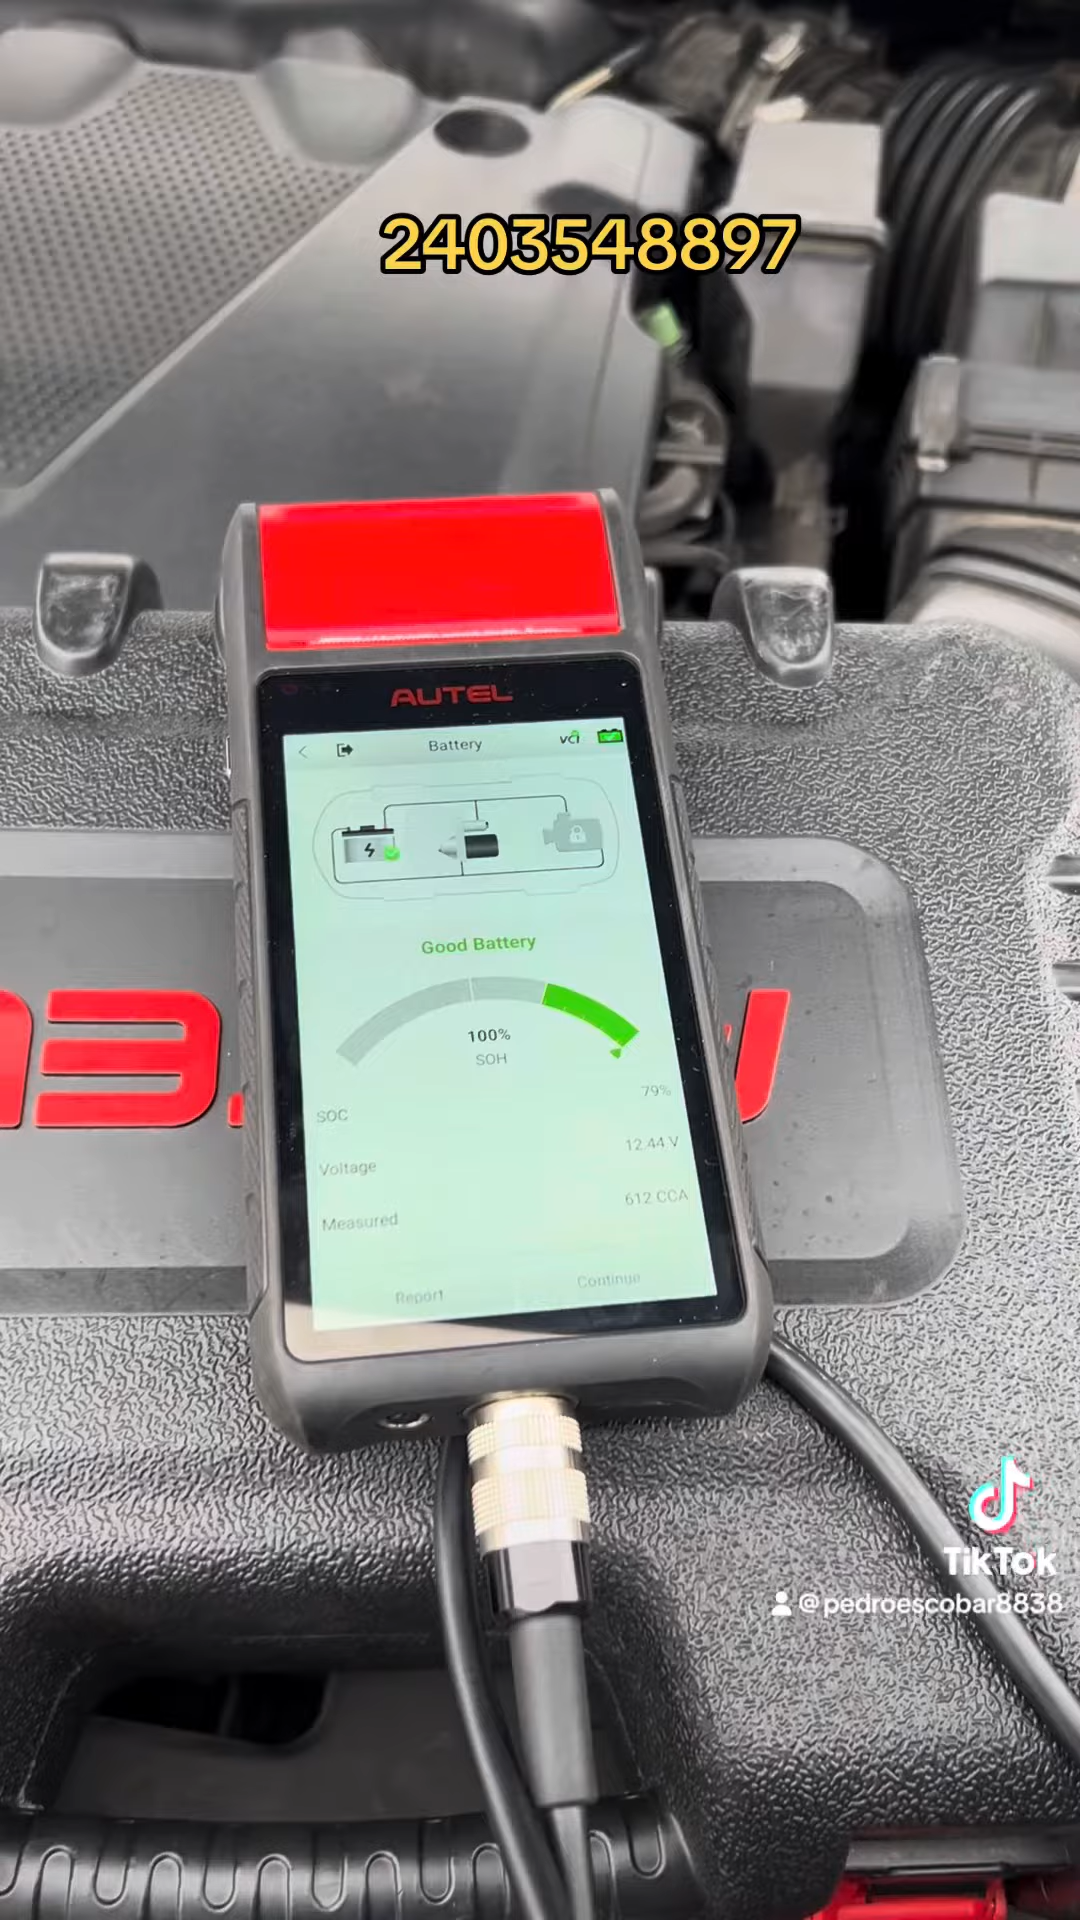 2403548897
AUTEL
Battery
VCI
Good Battery
100%
SOH
SOC 79%
Voltage 12.44 V
Measured 612 CCA
Report Continue
TikTok
@pedroescobar8838